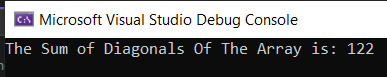 Microsoft Visual Studio Debug Console
The Sum of Diagonals Of The Array is: 122